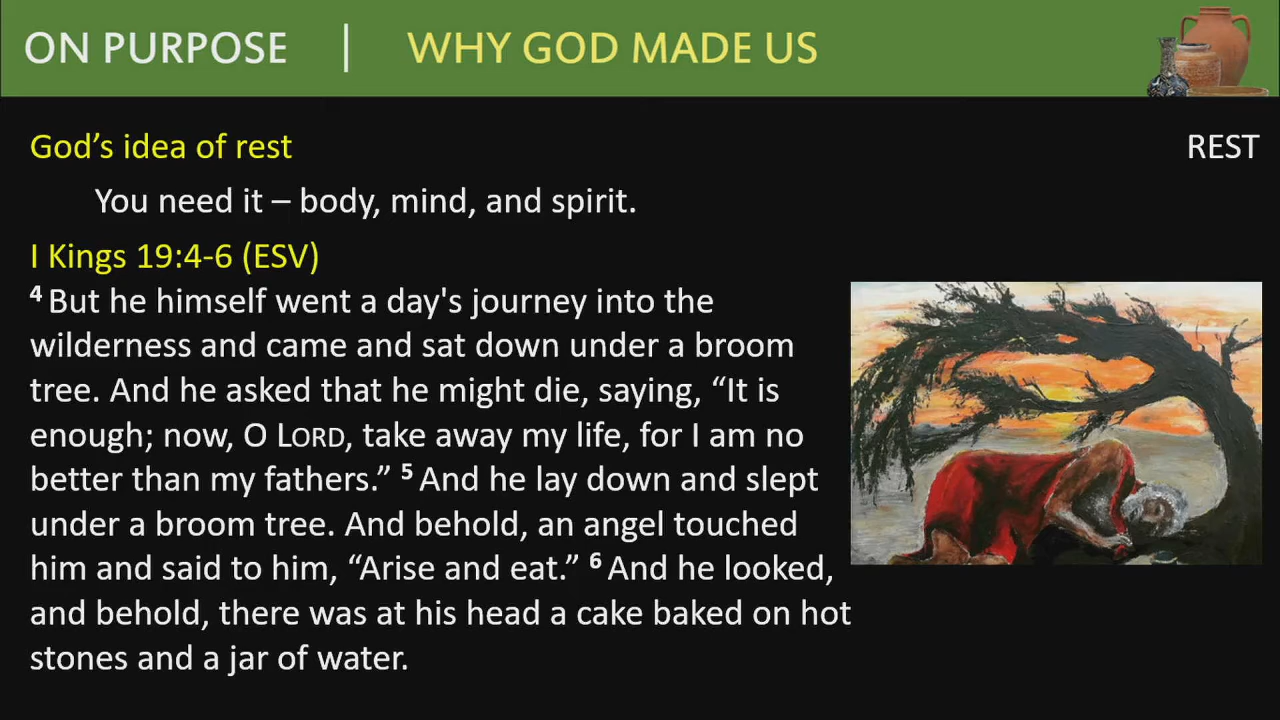 ON PURPOSE | WHY GOD MADE US
God’s idea of rest
REST
You need it – body, mind, and spirit.
I Kings 19:4-6 (ESV)
4 But he himself went a day's journey into the
wilderness and came and sat down under a broom
tree. And he asked that he might die, saying, “It is
enough; now, O LORD, take away my life, for I am no
better than my fathers.” 5 And he lay down and slept
under a broom tree. And behold, an angel touched
him and said to him, “Arise and eat.” 6 And he looked,
and behold, there was at his head a cake baked on hot
stones and a jar of water.